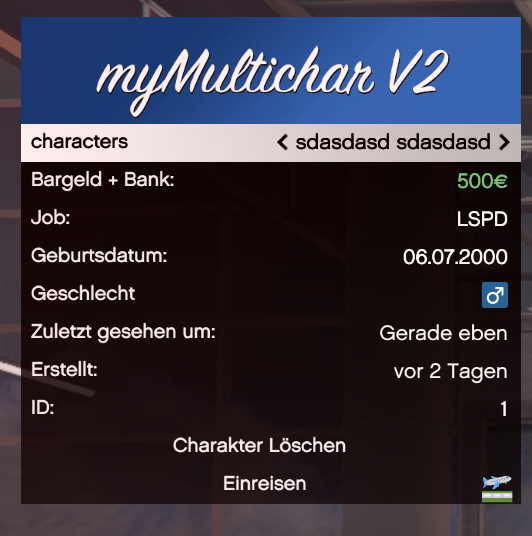 myMultichar V2
characters < sdasdasd sdasdasd >
Bargeld + Bank: 500€
Job: LSPD
Geburtsdatum: 06.07.2000
Geschlecht ♂
Zuletzt gesehen um: Gerade eben
Erstellt: vor 2 Tagen
ID: 1
Charakter Löschen
Einreisen